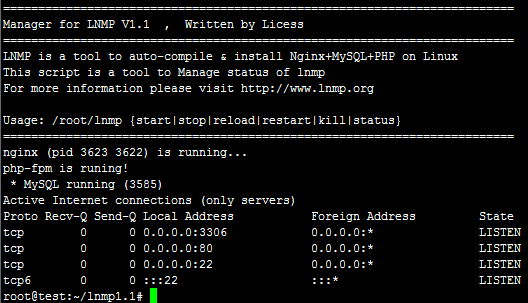 =========================================================================
Manager for LNMP V1.1  ,  Written by Licess
=========================================================================
LNMP is a tool to auto-compile & install Nginx+MySQL+PHP on Linux
This script is a tool to Manage status of lnmp
For more information please visit http://www.lnmp.org

Usage: /root/lnmp {start|stop|reload|restart|kill|status}
=========================================================================
nginx (pid 3623 3622) is running...
php-fpm is runing!
 * MySQL running (3585)
Active Internet connections (only servers)
Proto Recv-Q Send-Q Local Address           Foreign Address         State
tcp        0      0 0.0.0.0:3306            0.0.0.0:*               LISTEN
tcp        0      0 0.0.0.0:80              0.0.0.0:*               LISTEN
tcp        0      0 0.0.0.0:22              0.0.0.0:*               LISTEN
tcp6       0      0 :::22                   :::*                    LISTEN
root@test:~/lnmp1.1#